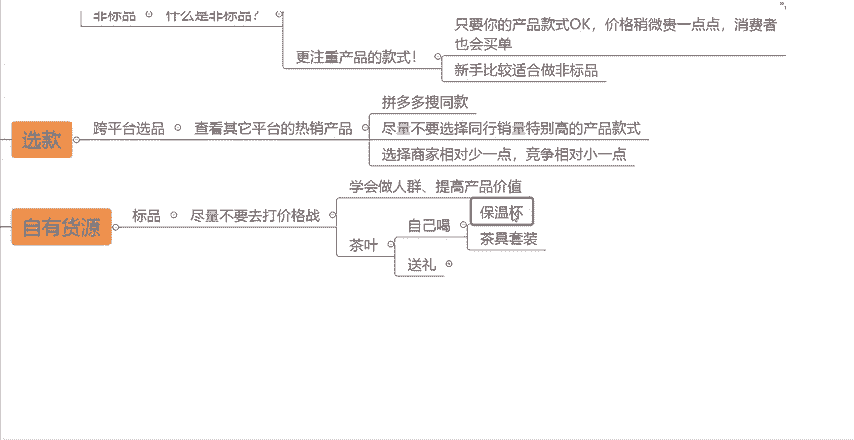 非标品
什么是非标品？
只要你的产品款式OK，价格稍微贵一点点，消费者
也会买单
更注重产品的款式！
新手比较适合做非标品
拼多多搜同款
选款
跨平台选品
查看其它平台的热销产品
尽量不要选择同行销量特别高的产品款式
选择商家相对少一点，竞争相对小一点
学会做人群、提高产品价值
自有货源
标品
尽量不要去打价格战
保温杯
自己喝
茶叶
茶具套装
送礼